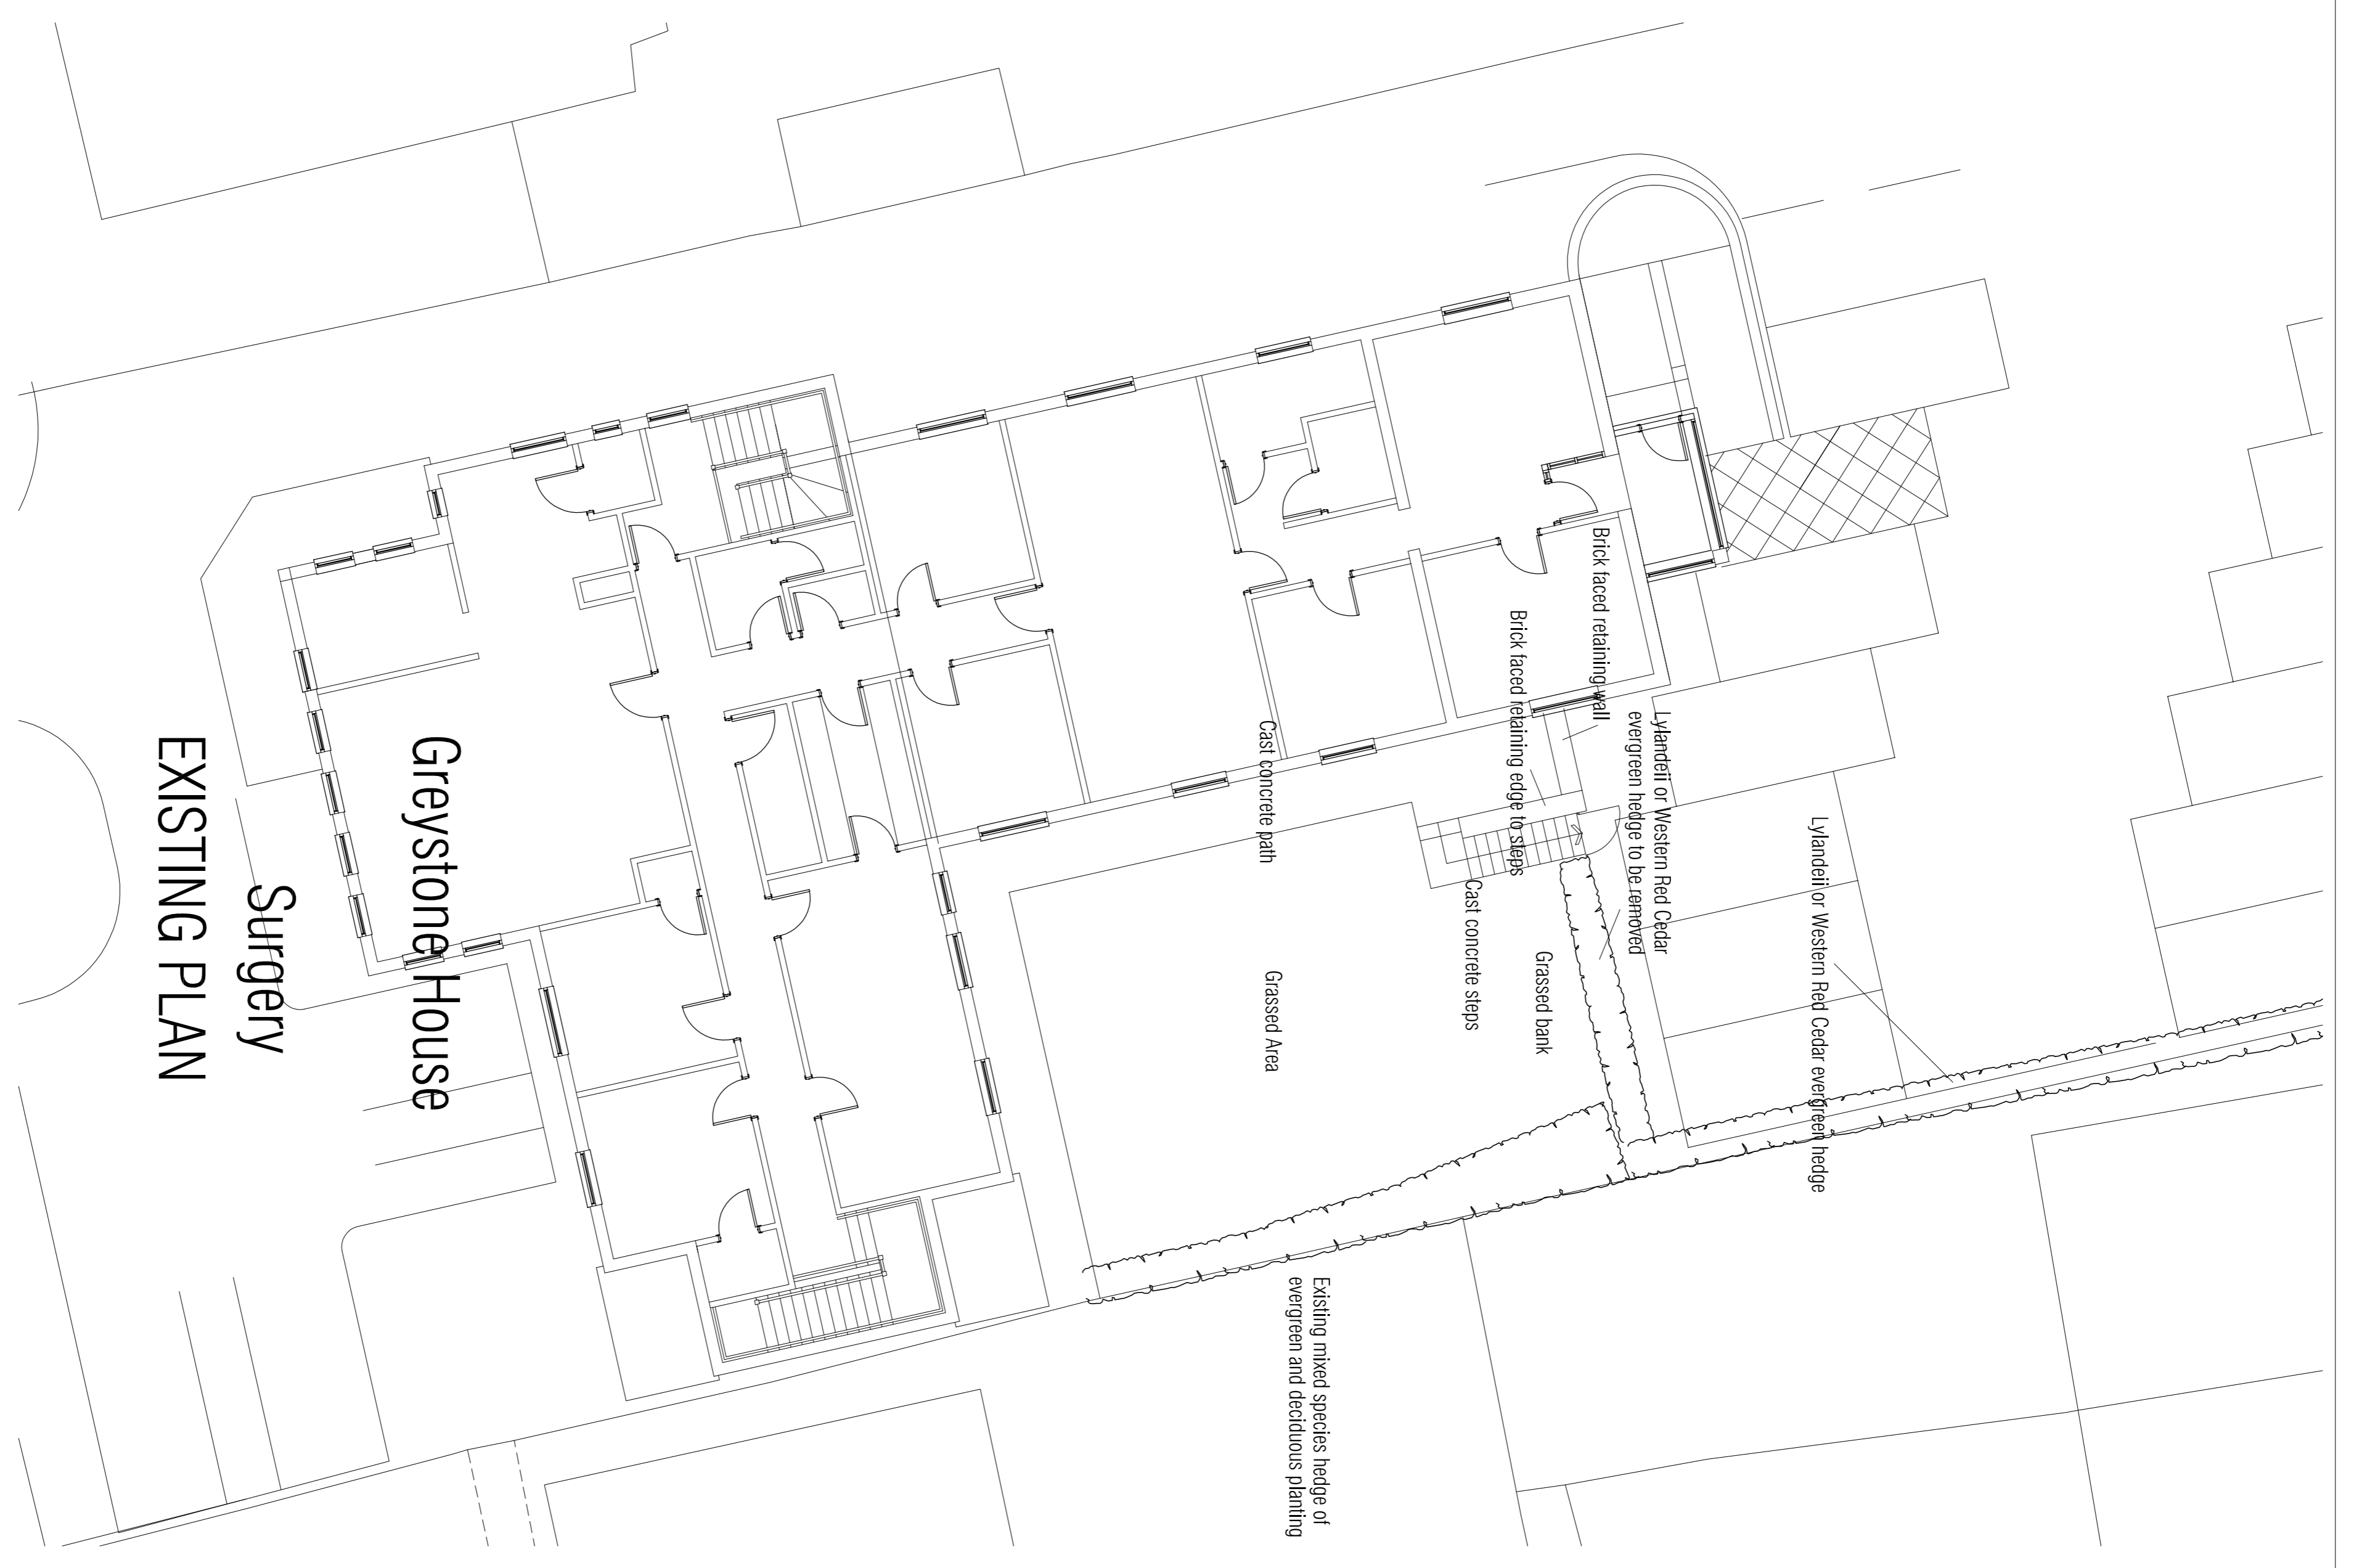 Brick faced retaining wall
Brick faced retaining edge to steps
Lylandeii or Western Red Cedar
evergreen hedge to be removed
Lylandeii or Western Red Cedar evergreen hedge
Cast concrete path
Cast concrete steps
Grassed bank
Grassed Area
Existing mixed species hedge of
evergreen and deciduous planting
Greystone House
Surgery
EXISTING PLAN